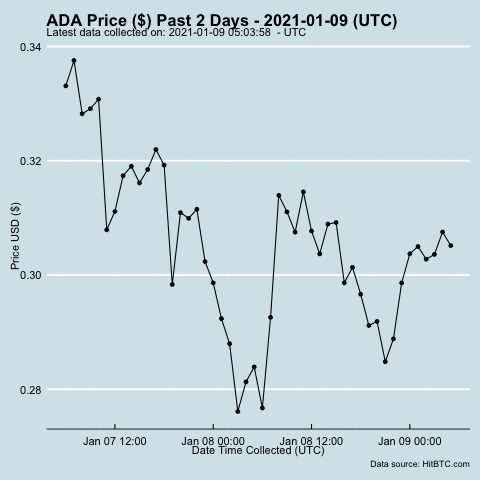 ADA Price ($) Past 2 Days - 2021-01-09 (UTC)
Latest data collected on: 2021-01-09 05:03:58 - UTC
0.34
0.32
0.30
0.28
Price USD ($)
Jan 07 12:00 Jan 08 00:00 Jan 08 12:00 Jan 09 00:00
Date Time Collected (UTC)
Data source: HitBTC.com